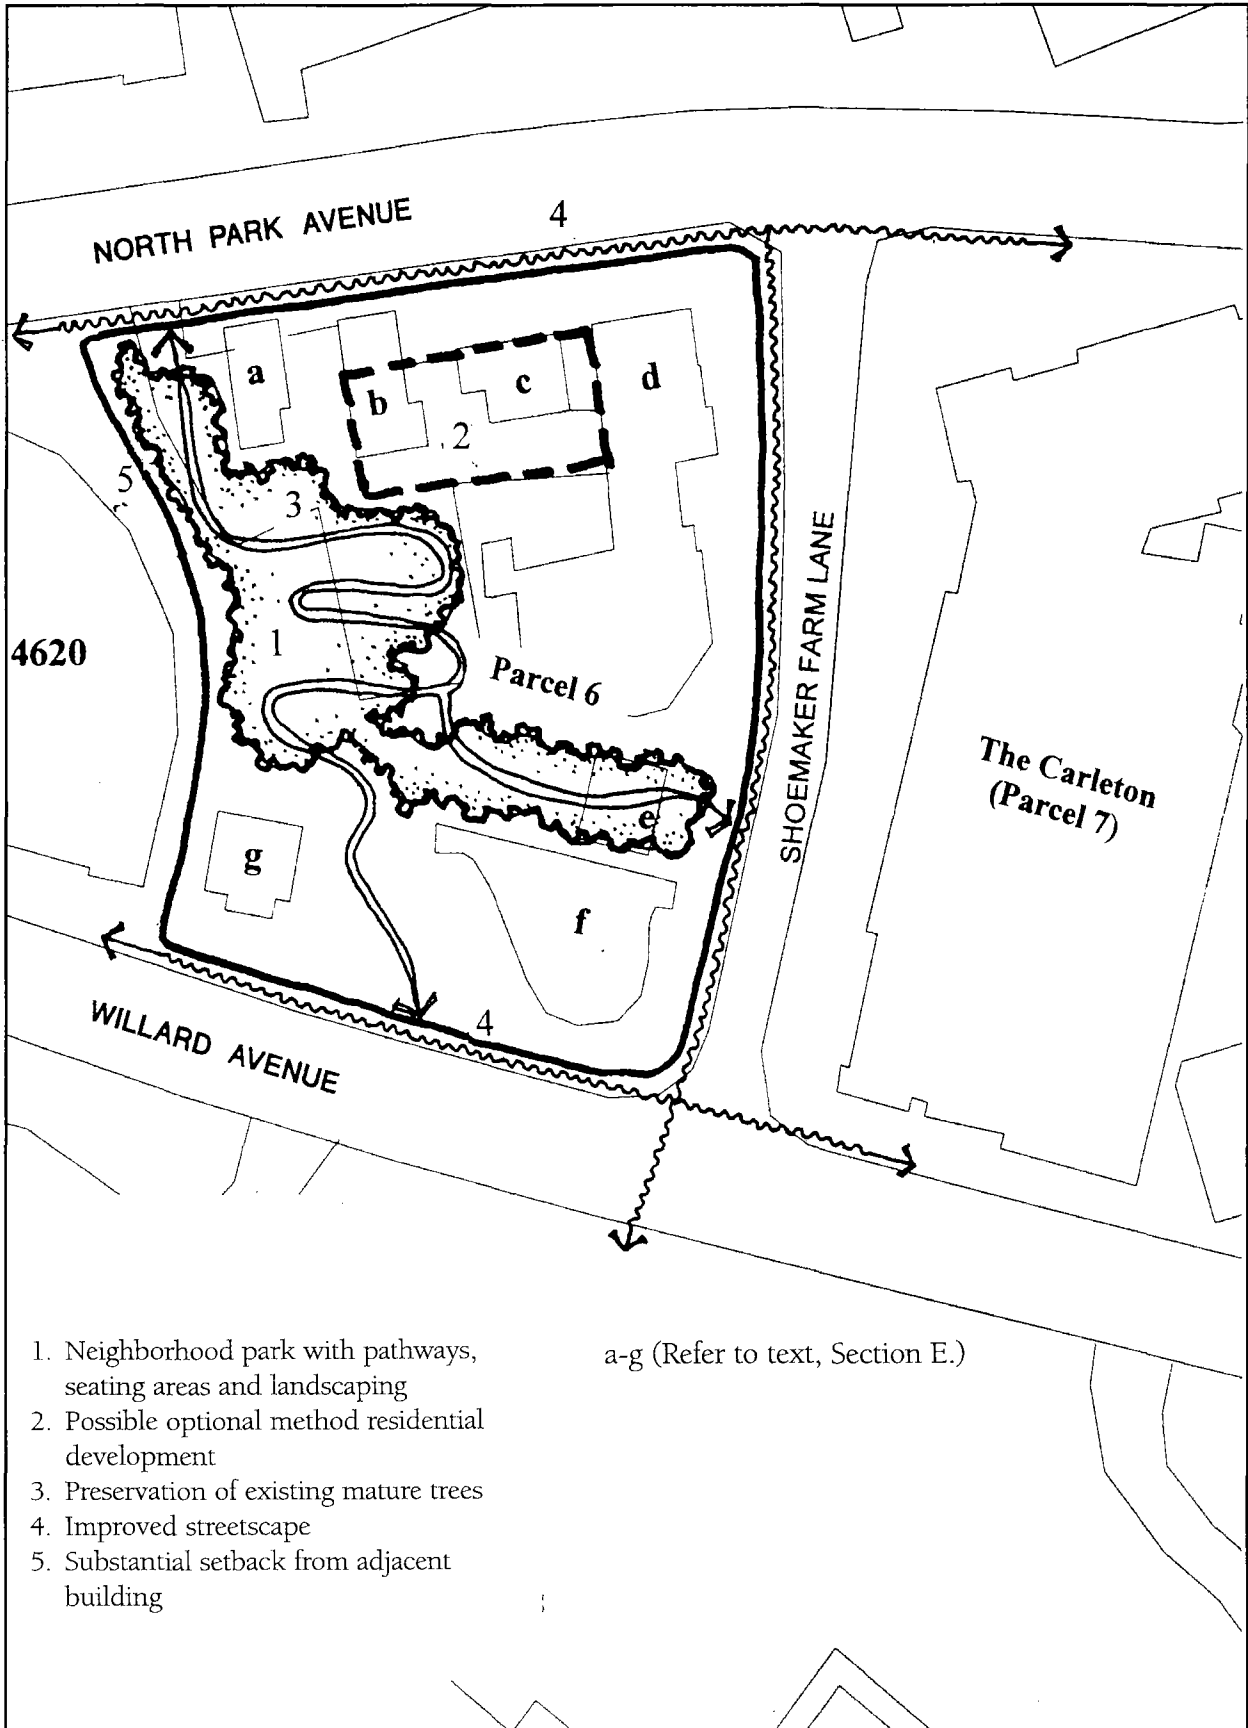 NORTH PARK AVENUE
4
a
b
c
d
2
5
3
SHOEMAKER FARM LANE
4620
1
Parcel 6
The Carleton
(Parcel 7)
e
g
f
WILLARD AVENUE
4
1. Neighborhood park with pathways,
seating areas and landscaping
2. Possible optional method residential
development
3. Preservation of existing mature trees
4. Improved streetscape
5. Substantial setback from adjacent
building
a-g (Refer to text, Section E.)